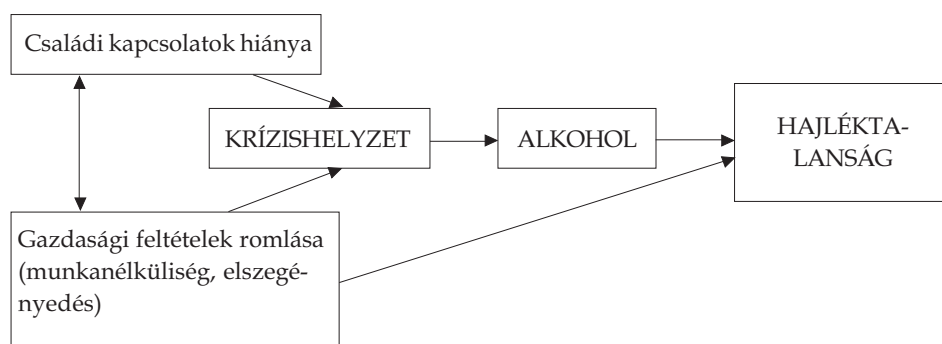 Családi kapcsolatok hiánya
KRÍZISHELYZET
ALKOHOL
HAJLÉKTA-
LANSÁG
Gazdasági feltételek romlása
(munkanélküliség, elszegé-
nyedés)